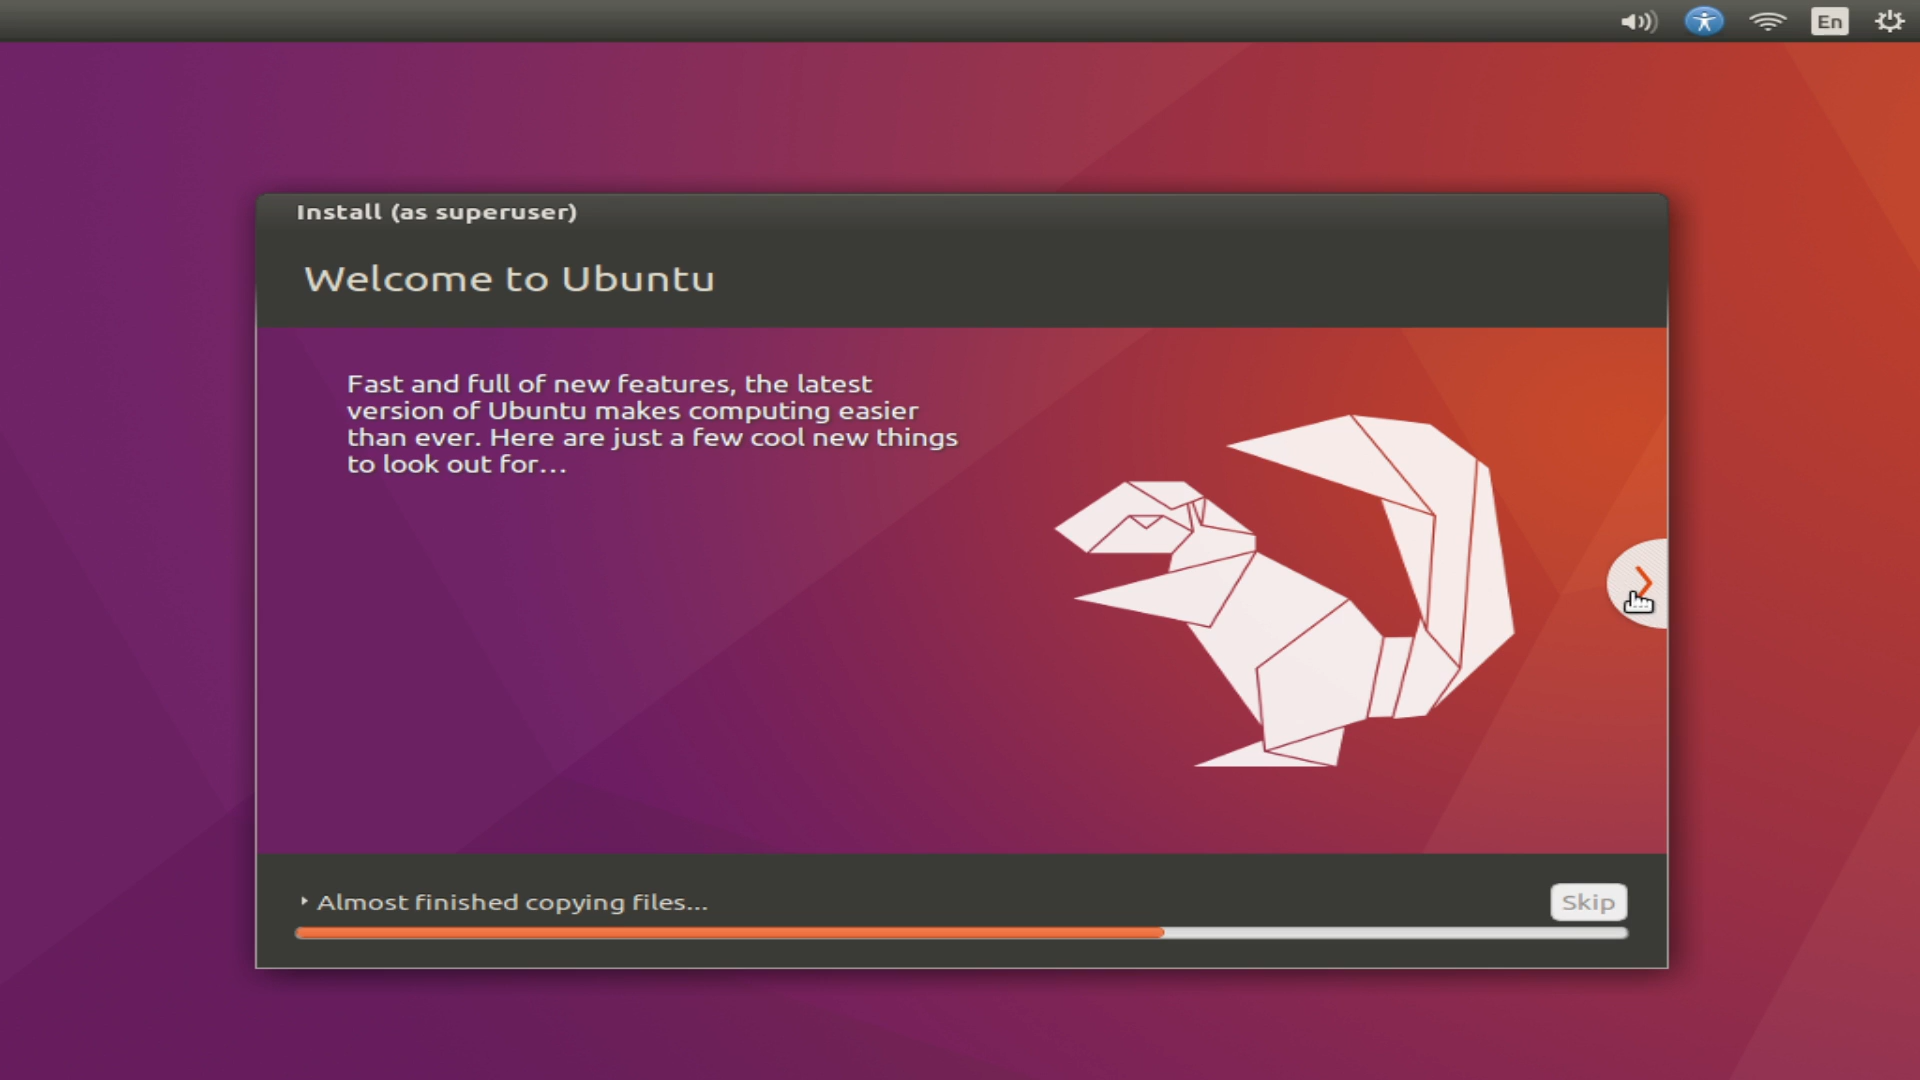 En
Install (as superuser)
Welcome to Ubuntu
Fast and full of new features, the latest
version of Ubuntu makes computing easier
than ever. Here are just a few cool new things
to look out for...
Almost finished copying files...
Skip